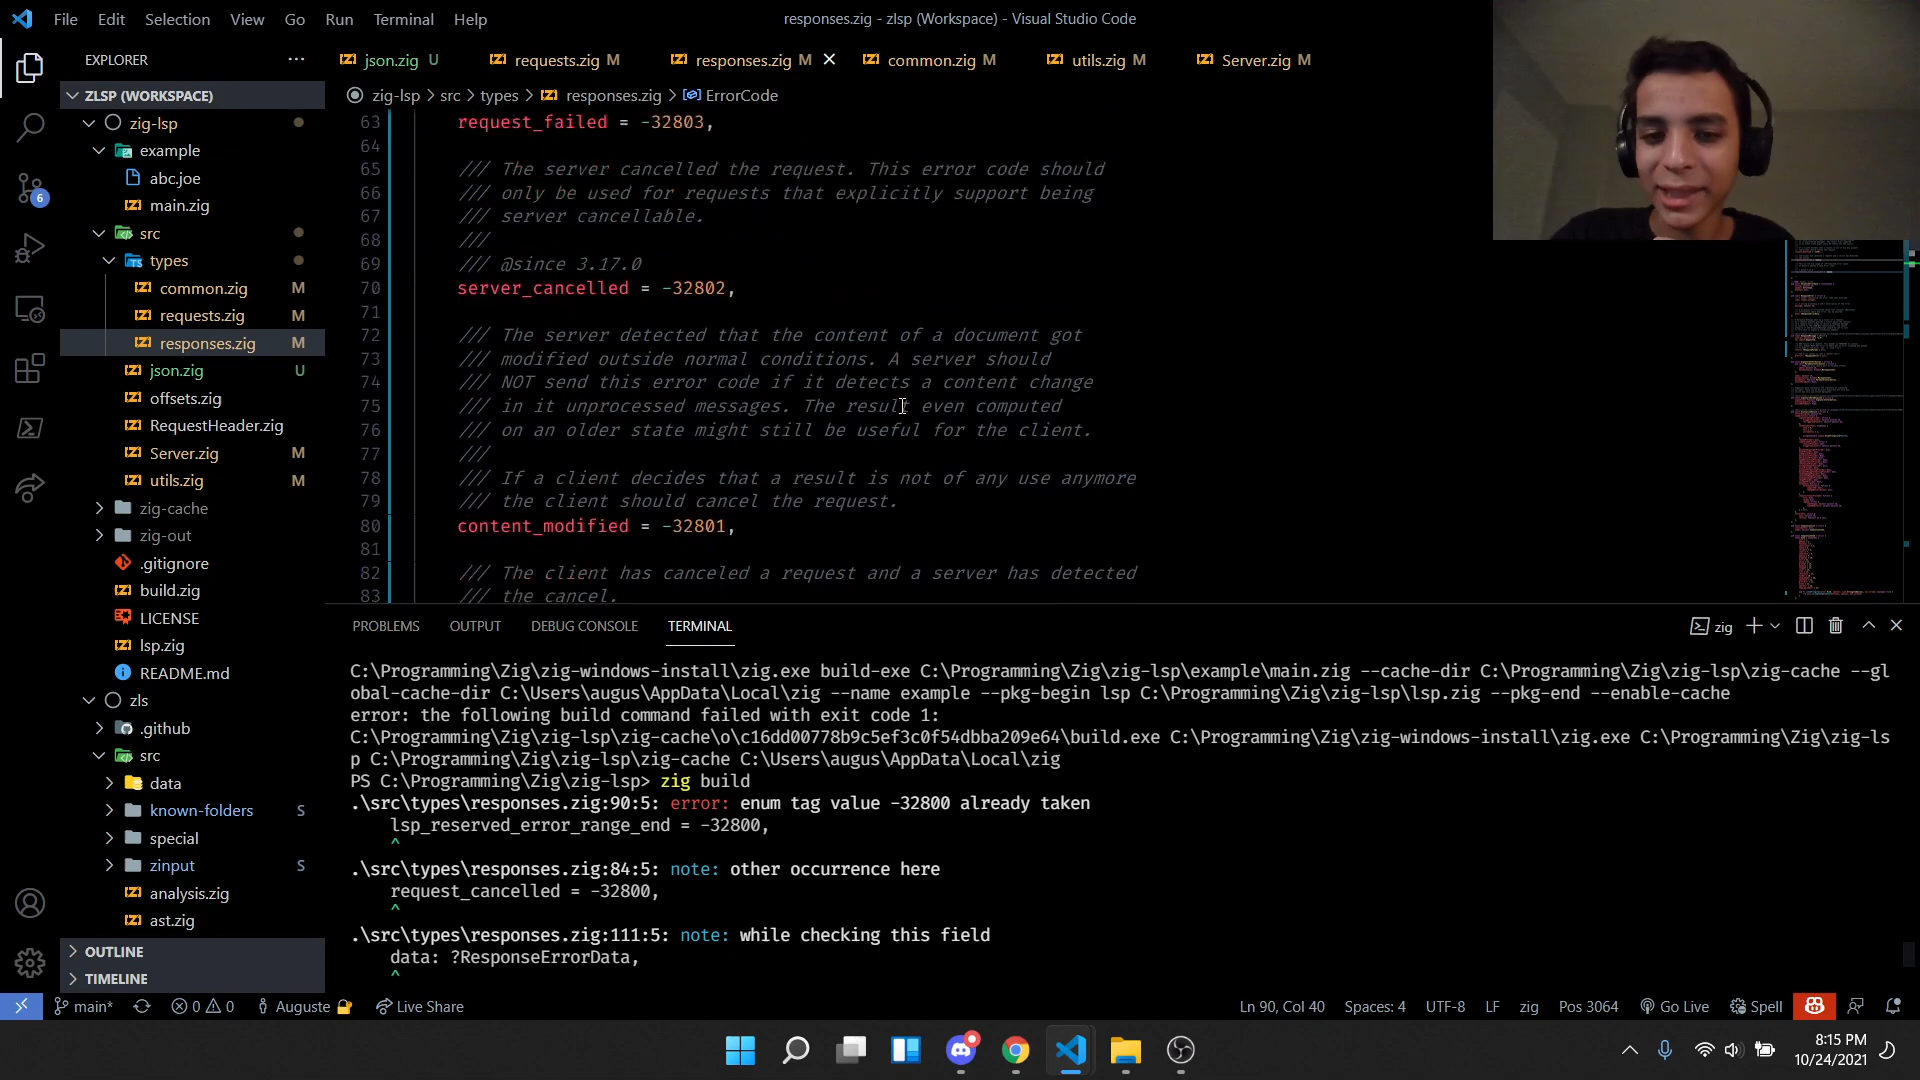 File Edit Selection View Go Run Terminal Help
responses.zig - zlsp (Workspace) - Visual Studio Code
EXPLORER
ZLSP (WORKSPACE)
zig-lsp
example
abc.joe
main.zig
src
types
common.zig M
requests.zig M
responses.zig M
json.zig U
offsets.zig
RequestHeader.zig
Server.zig M
utils.zig M
zig-cache
zig-out
.gitignore
build.zig
LICENSE
lsp.zig
README.md
zls
.github
src
data
known-folders S
special
zinput S
analysis.zig
ast.zig
OUTLINE
TIMELINE
6
json.zig U requests.zig M responses.zig M common.zig M utils.zig M Server.zig M
zig-lsp > src > types > responses.zig > ErrorCode
63 request_failed = -32803,
64
65 /// The server cancelled the request. This error code should
66 /// only be used for requests that explicitly support being
67 /// server cancellable.
68 ///
69 /// @since 3.17.0
70 server_cancelled = -32802,
71
72 /// The server detected that the content of a document got
73 /// modified outside normal conditions. A server should
74 /// NOT send this error code if it detects a content change
75 /// in it unprocessed messages. The result even computed
76 /// on an older state might still be useful for the client.
77 ///
78 /// If a client decides that a result is not of any use anymore
79 /// the client should cancel the request.
80 content_modified = -32801,
81
82 /// The client has canceled a request and a server has detected
83 /// the cancel.
PROBLEMS OUTPUT DEBUG CONSOLE TERMINAL
zig
C:\Programming\Zig\zig-windows-install\zig.exe build-exe C:\Programming\Zig\zig-lsp\example\main.zig --cache-dir C:\Programming\Zig\zig-lsp\zig-cache --gl
obal-cache-dir C:\Users\augus\AppData\Local\zig --name example --pkg-begin lsp C:\Programming\Zig\zig-lsp\lsp.zig --pkg-end --enable-cache
error: the following build command failed with exit code 1:
C:\Programming\Zig\zig-lsp\zig-cache\o\c16dd00778b9c5ef3c0f54dbba209e64\build.exe C:\Programming\Zig\zig-windows-install\zig.exe C:\Programming\Zig\zig-ls
p C:\Programming\Zig\zig-lsp\zig-cache C:\Users\augus\AppData\Local\zig
PS C:\Programming\Zig\zig-lsp> zig build
.\src\types\responses.zig:90:5: error: enum tag value -32800 already taken
lsp_reserved_error_range_end = -32800,
^
.\src\types\responses.zig:84:5: note: other occurrence here
request_cancelled = -32800,
^
.\src\types\responses.zig:111:5: note: while checking this field
data: ?ResponseErrorData,
^
main* 0 0 Auguste Live Share
Ln 90, Col 40 Spaces: 4 UTF-8 LF zig Pos 3064 Go Live Spell
8:15 PM
10/24/2021